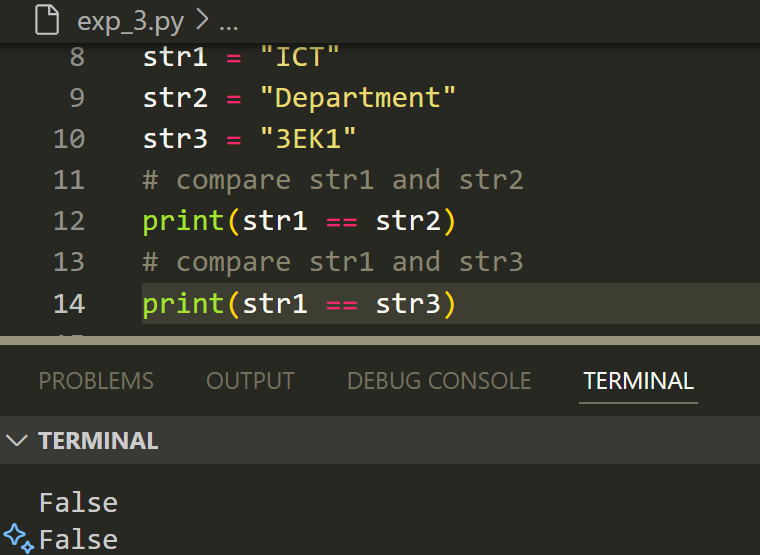 exp_3.py > ...
8 str1 = "ICT"
9 str2 = "Department"
10 str3 = "3EK1"
11 # compare str1 and str2
12 print(str1 == str2)
13 # compare str1 and str3
14 print(str1 == str3)
PROBLEMS OUTPUT DEBUG CONSOLE TERMINAL
TERMINAL
False
False